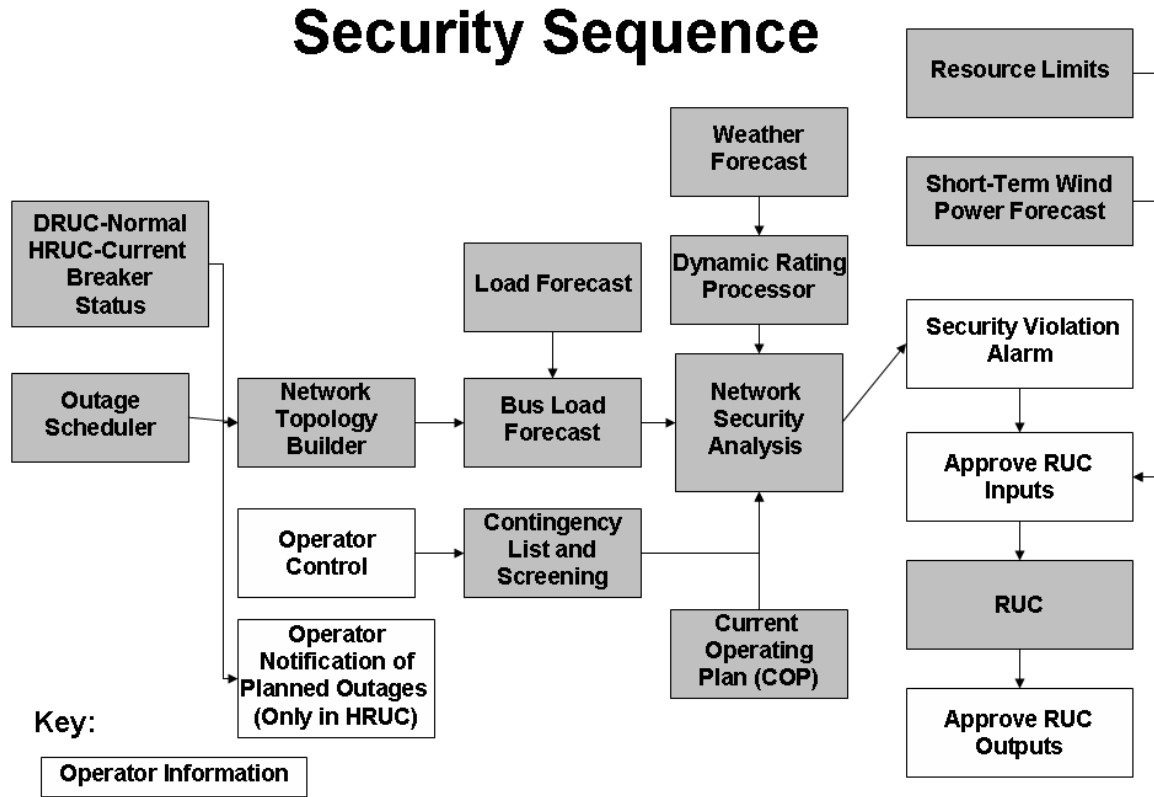 Security Sequence
Resource Limits
Weather
Forecast
Short-Term Wind
Power Forecast
DRUC-Normal
HRUC-Current
Breaker
Status
Load Forecast
Dynamic Rating
Processor
Security Violation
Alarm
Outage
Scheduler
Network
Topology
Builder
Bus Load
Forecast
Network
Security
Analysis
Approve RUC
Inputs
Operator
Control
Contingency
List and
Screening
RUC
Operator
Notification of
Planned Outages
(Only in HRUC)
Current
Operating
Plan (COP)
Approve RUC
Outputs
Key:
Operator Information